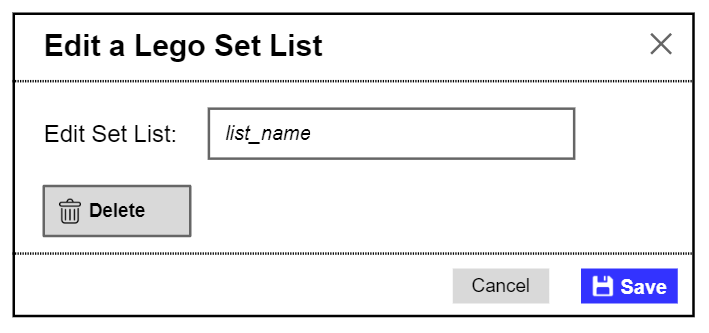 Edit a Lego Set List
Edit Set List: list_name
Delete
Cancel Save